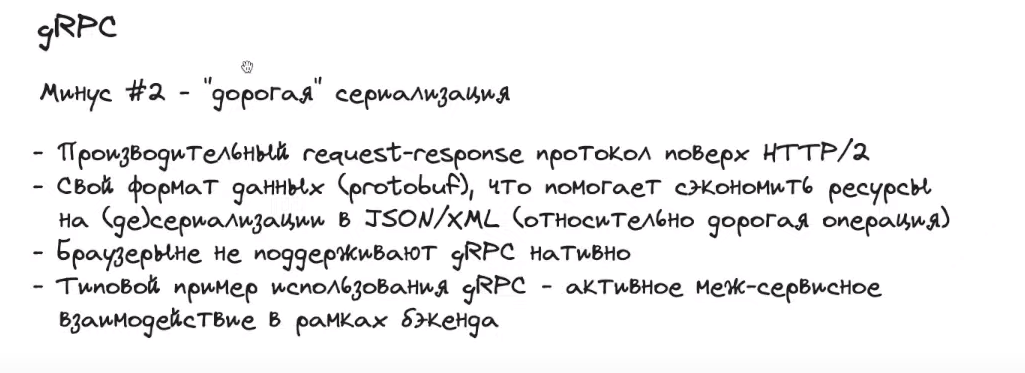 gRPC
Минус #2 - "дорогая" сериализация
- Производительный request-response протокол поверх HTTP/2
- Свой формат данных (protobuf), что помогает сэкономить ресурсы
на (де)сериализации в JSON/XML (относительно дорогая операция)
- Браузерыне не поддерживают gRPC нативно
- Типовой пример использования gRPC - активное меж-сервисное
взаимодействие в рамках бэкенда